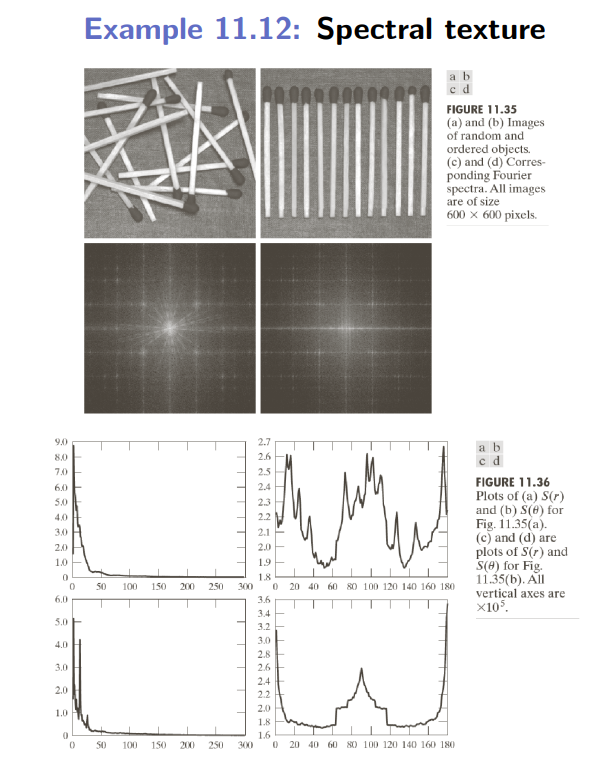 Example 11.12: Spectral texture
a b
c d
FIGURE 11.35
(a) and (b) Images
of random and
ordered objects.
(c) and (d) Corres-
ponding Fourier
spectra. All images
are of size
600 × 600 pixels.
9.0
8.0
7.0
6.0
5.0
4.0
3.0
2.0
1.0
0
0 50 100 150 200 250 300
2.7
2.6
2.5
2.4
2.3
2.2
2.1
2.0
1.9
1.8
0 20 40 60 80 100 120 140 160 180
6.0
5.0
4.0
3.0
2.0
1.0
0
0 50 100 150 200 250 300
3.6
3.4
3.2
3.0
2.8
2.6
2.4
2.2
2.0
1.8
1.6
0 20 40 60 80 100 120 140 160 180
a b
c d
FIGURE 11.36
Plots of (a) S(r)
and (b) S(θ) for
Fig. 11.35(a).
(c) and (d) are
plots of S(r) and
S(θ) for Fig.
11.35(b). All
vertical axes are
×10⁵.